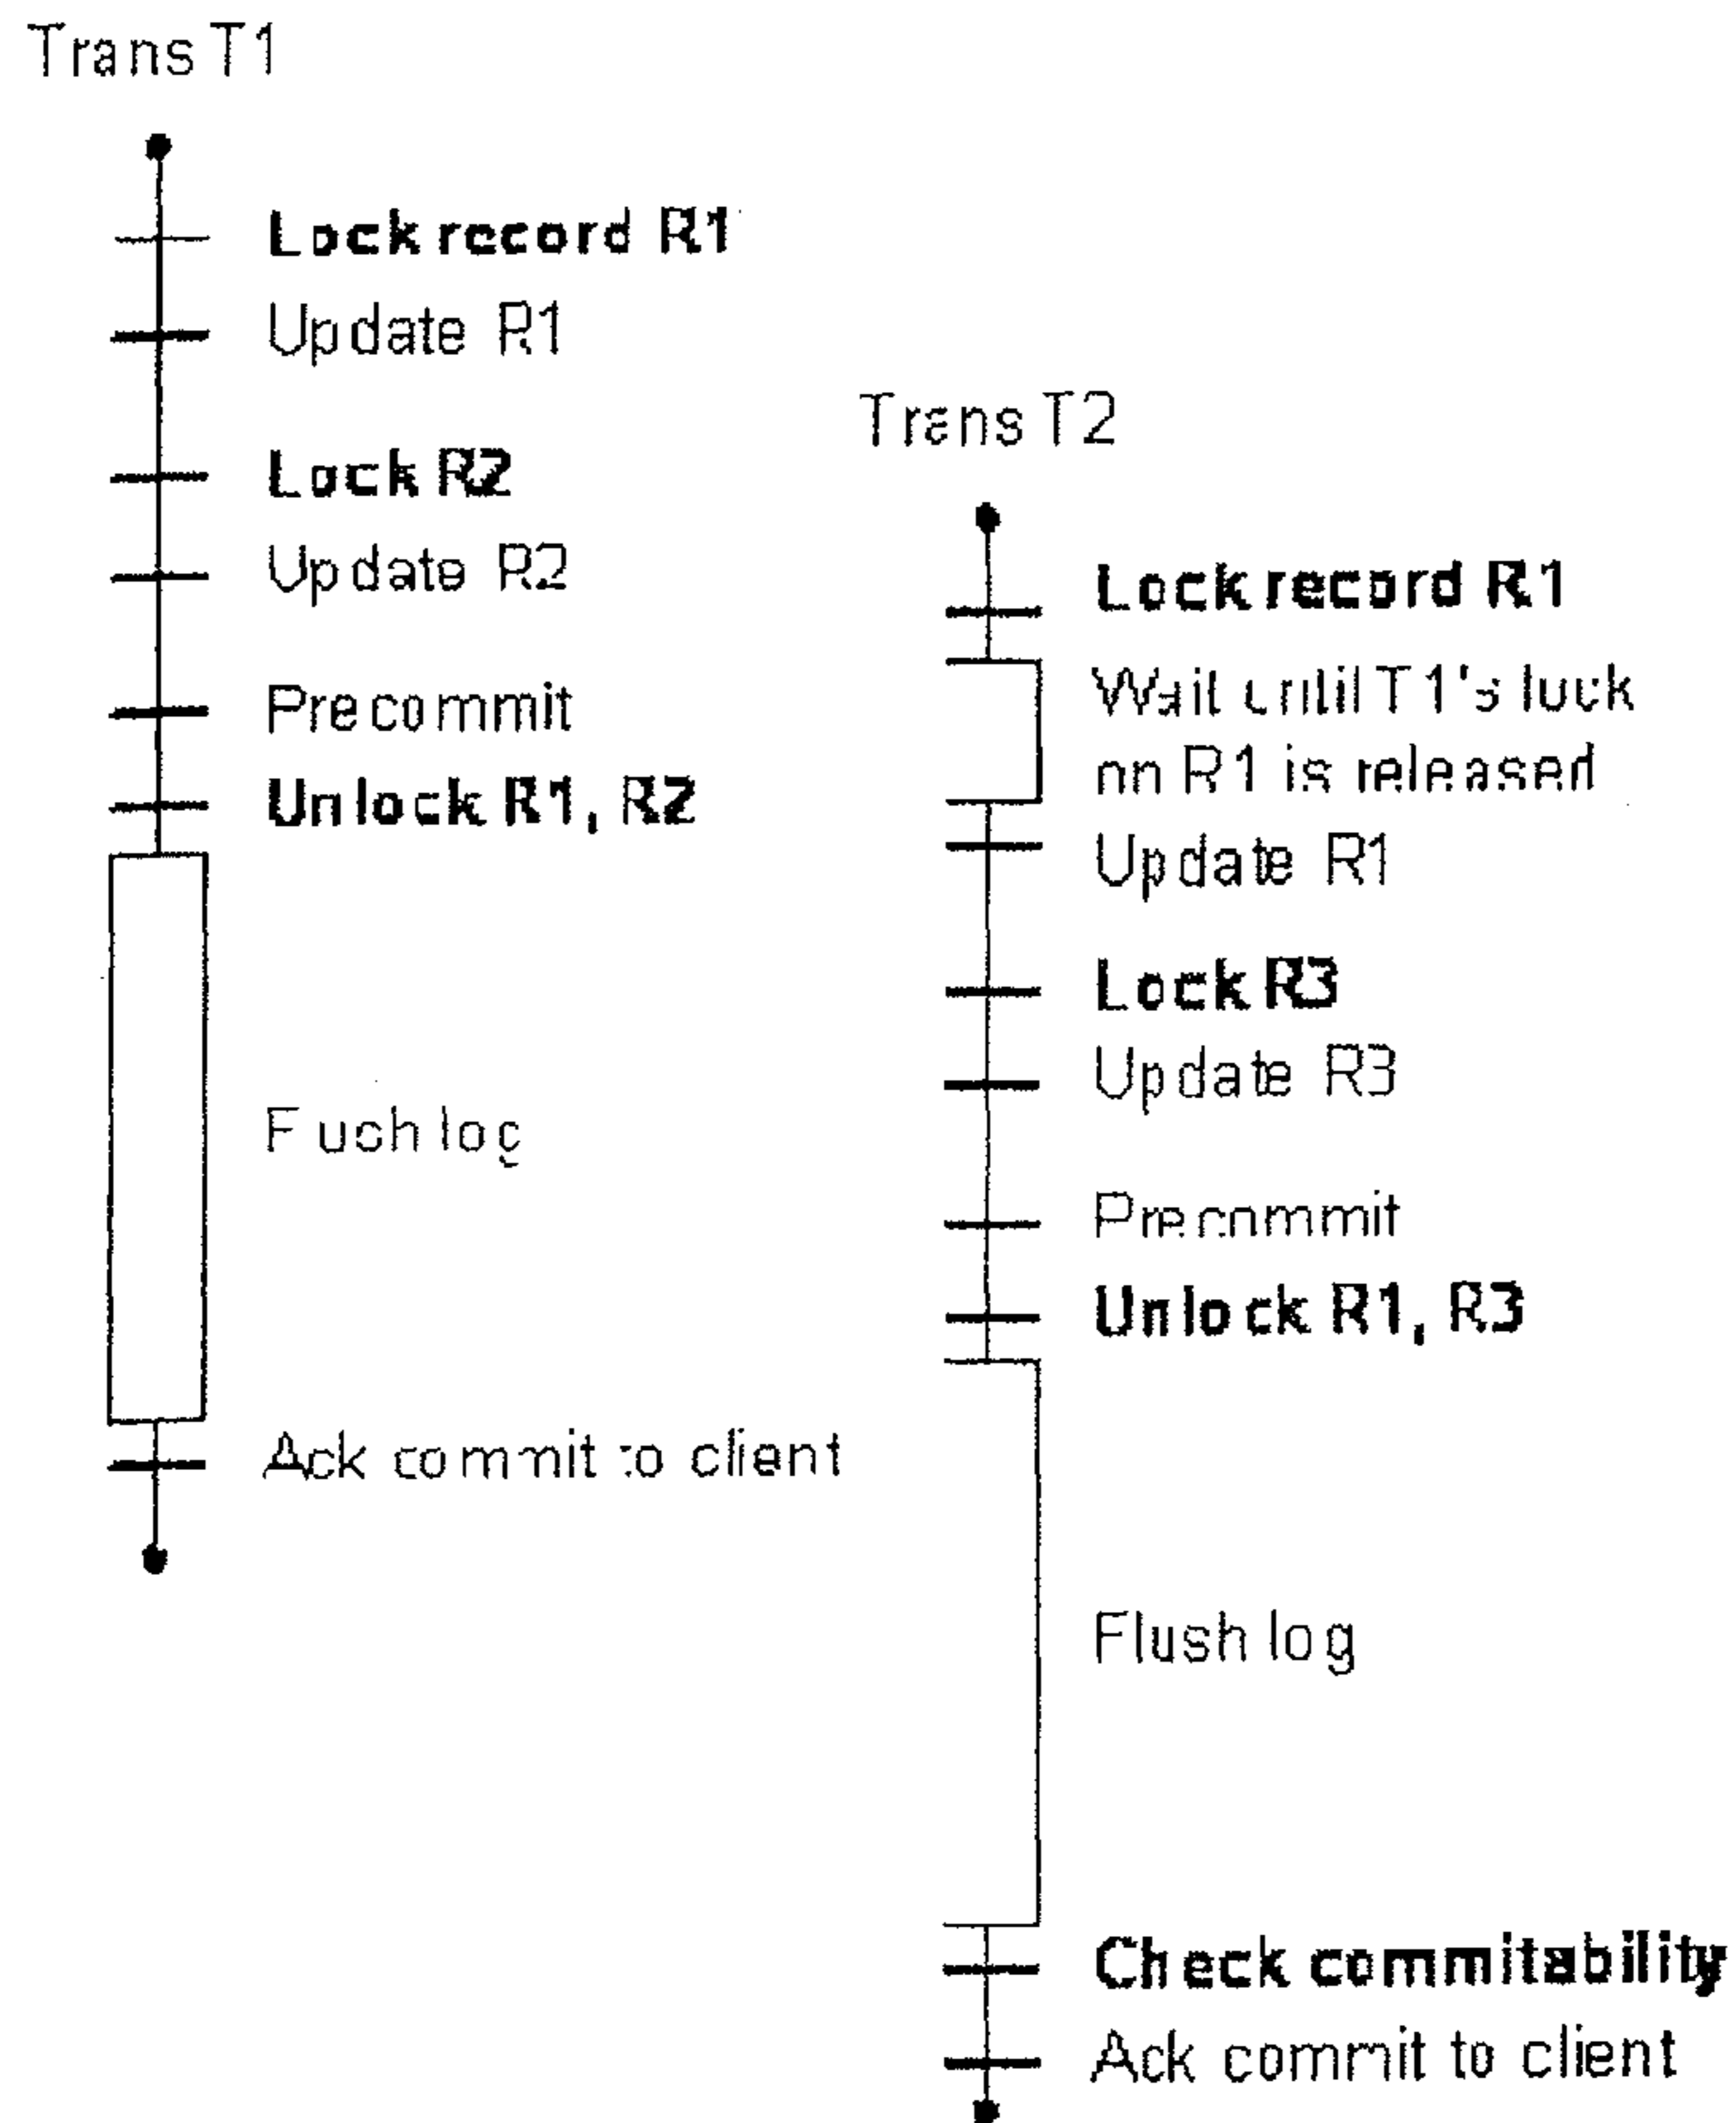 Trans T1
Lock record R1
Update R1
Lock R2
Update R2
Precommit
Unlock R1, R2
Flush log
Ack commit to client
Trans T2
Lock record R1
Wait until T1's lock
on R1 is released
Update R1
Lock R3
Update R3
Precommit
Unlock R1, R3
Flush log
Check commitability
Ack commit to client